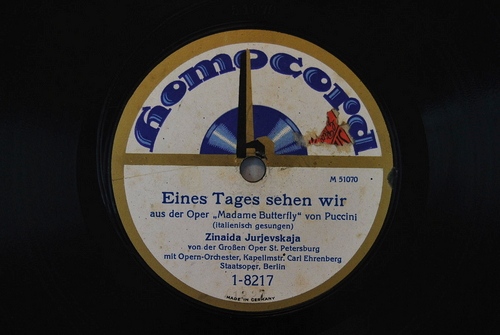 Homocord
M 51070
Eines Tages sehen wir
aus der Oper „Madame Butterfly“ von Puccini
(italienisch gesungen)
Zinaida Jurjevskaja
von der Großen Oper St. Petersburg
mit Opern-Orchester, Kapellmstr. Carl Ehrenberg
Staatsoper, Berlin
1-8217
MADE IN GERMANY